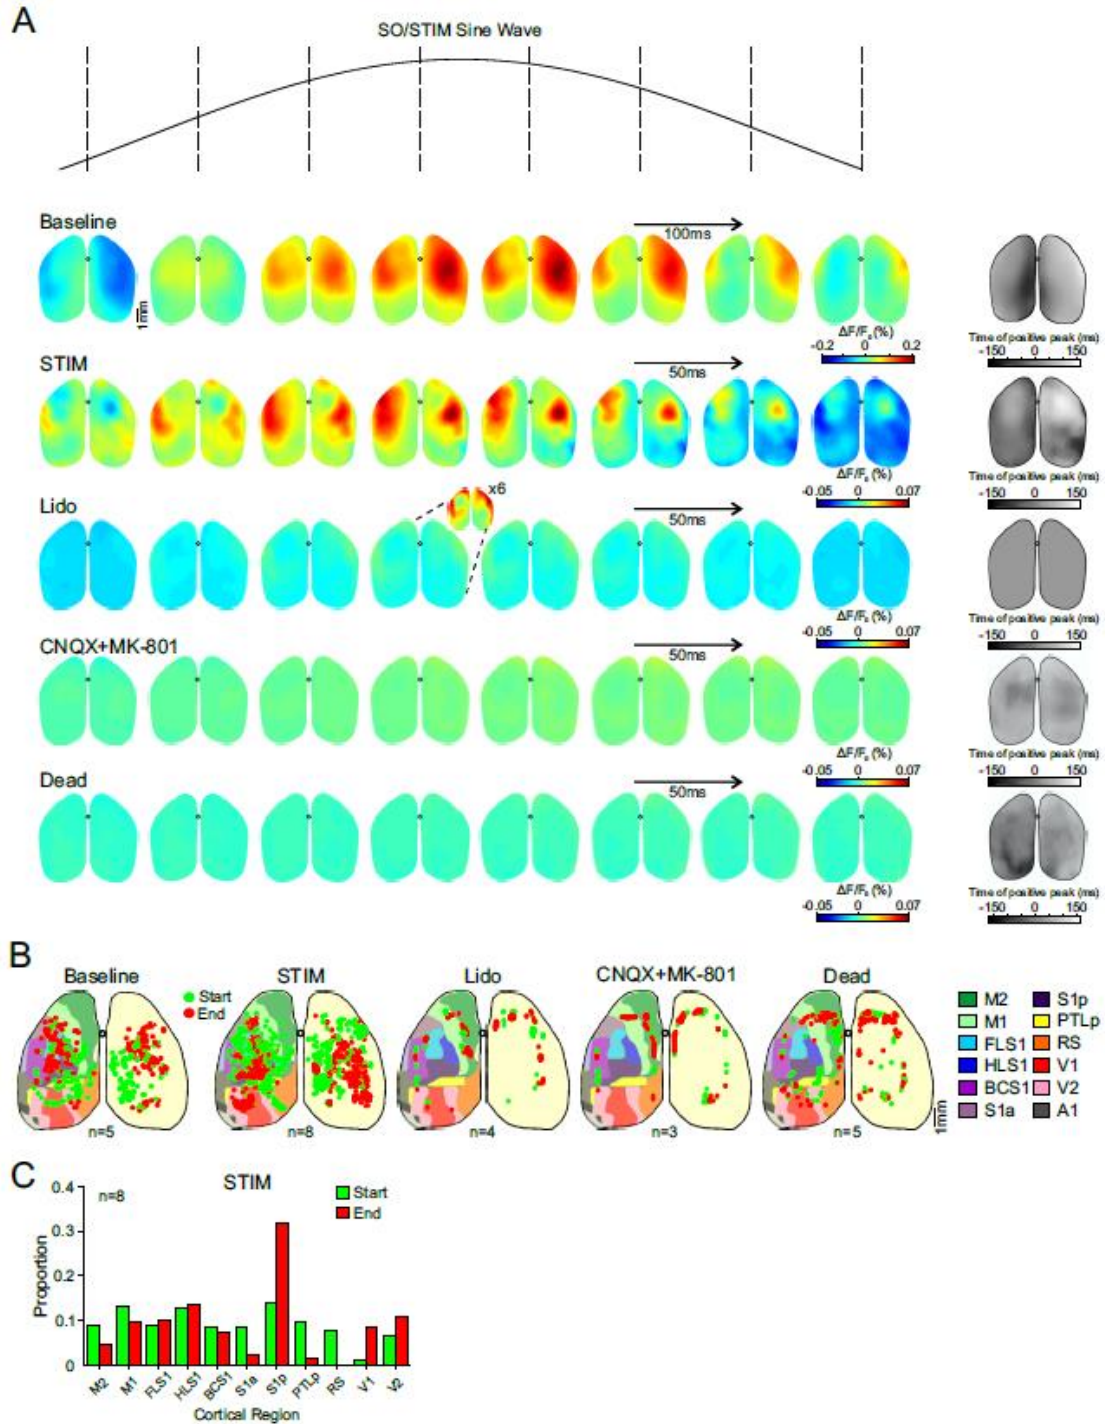 A
SO/STIM Sine Wave
Baseline
100ms
1mm
ΔF/F₀(%)
-0.2 0 0.2
Time of positive peak (ms)
-150 0 150
STIM
50ms
ΔF/F₀(%)
-0.05 0 0.07
Time of positive peak (ms)
-150 0 150
Lido
x6
50ms
ΔF/F₀(%)
-0.05 0 0.07
Time of positive peak (ms)
-150 0 150
CNQX+MK-801
50ms
ΔF/F₀(%)
-0.05 0 0.07
Time of positive peak (ms)
-150 0 150
Dead
50ms
ΔF/F₀(%)
-0.05 0 0.07
Time of positive peak (ms)
-150 0 150
B
Baseline
Start
End
n=5
STIM
n=8
Lido
n=4
CNQX+MK-801
n=3
Dead
n=5
1mm
M2 S1p
M1 PTLp
FLS1 RS
HLS1 V1
BCS1 V2
S1a A1
C
STIM
n=8
Start
End
Proportion
0.4
0.3
0.2
0.1
0
M2 M1 FLS1 HLS1 BCS1 S1a S1p PTLp RS V1 V2
Cortical Region